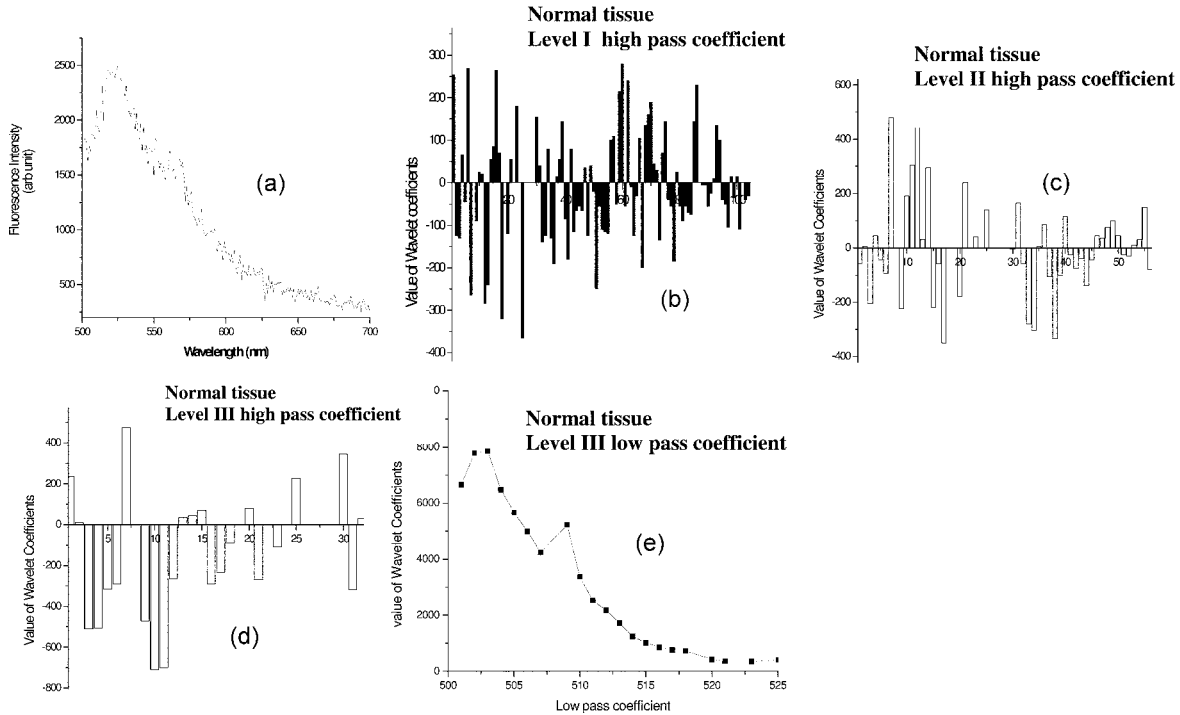 2500
2000
1500
1000
500
500 550 600 650 700
Fluorescence Intensity
(arb unit)
Wavelength (nm)
(a)
Normal tissue
Level I high pass coefficient
300
200
100
0
-100
-200
-300
-400
20 40 60 80 100
Value of Wavelet coefficients
(b)
Normal tissue
Level II high pass coefficient
600
400
200
0
-200
-400
10 20 30 40 50
Value of Wavelet Coefficients
(c)
Normal tissue
Level III high pass coefficient
400
200
0
-200
-400
-600
-800
5 10 15 20 25 30
Value of Wavelet Coefficients
(d)
Normal tissue
Level III low pass coefficient
0
8000
6000
4000
2000
0
500 505 510 515 520 525
value of Wavelet Coefficients
Low pass coefficient
(e)